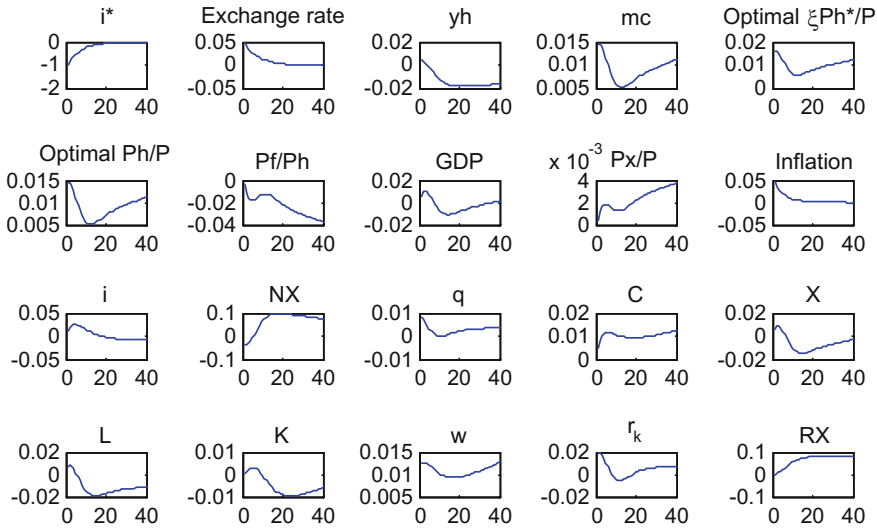 i* Exchange rate yh mc Optimal ξPh*/P
0 0.05 0.02 0.015 0.02
-1 0 0 0.01 0.01
-2 -0.05 -0.02 0.005 0
0 20 40 0 20 40 0 20 40 0 20 40 0 20 40
Optimal Ph/P Pf/Ph GDP x 10-3 Px/P Inflation
0.015 0 0.02 4 0.05
0.01 -0.02 0 2 0
0.005 -0.04 -0.02 0 -0.05
0 20 40 0 20 40 0 20 40 0 20 40 0 20 40
i NX q C X
0.05 0.1 0.01 0.02 0.02
0 0 0 0.01 0
-0.05 -0.1 -0.01 0 -0.02
0 20 40 0 20 40 0 20 40 0 20 40 0 20 40
L K w rk RX
0.02 0.01 0.015 0.02 0.1
0 0 0.01 0 0
-0.02 -0.01 0.005 -0.02 -0.1
0 20 40 0 20 40 0 20 40 0 20 40 0 20 40